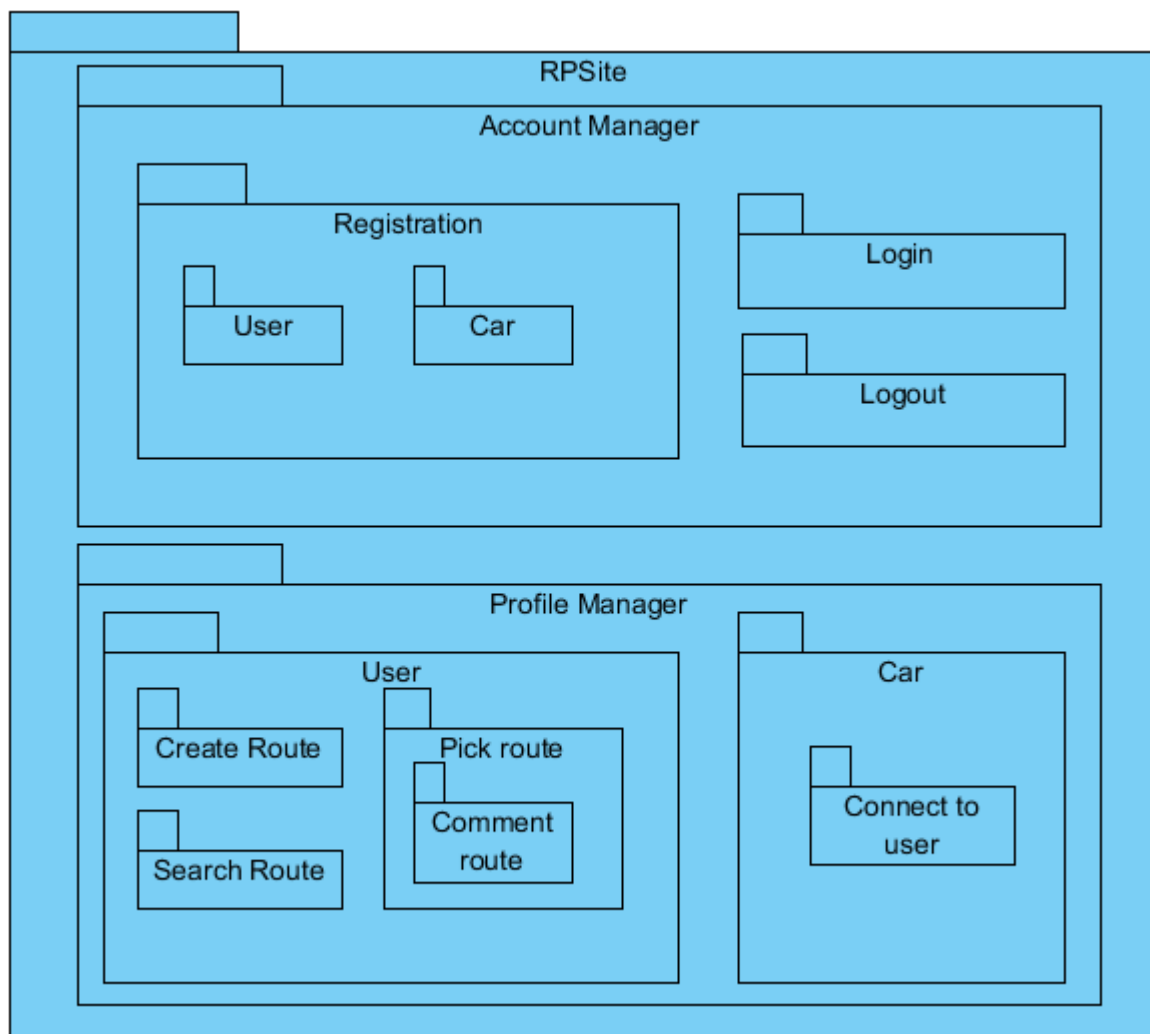 RPSite
Account Manager
Registration
User
Car
Login
Logout
Profile Manager
User
Create Route
Search Route
Pick route
Comment
route
Car
Connect to
user